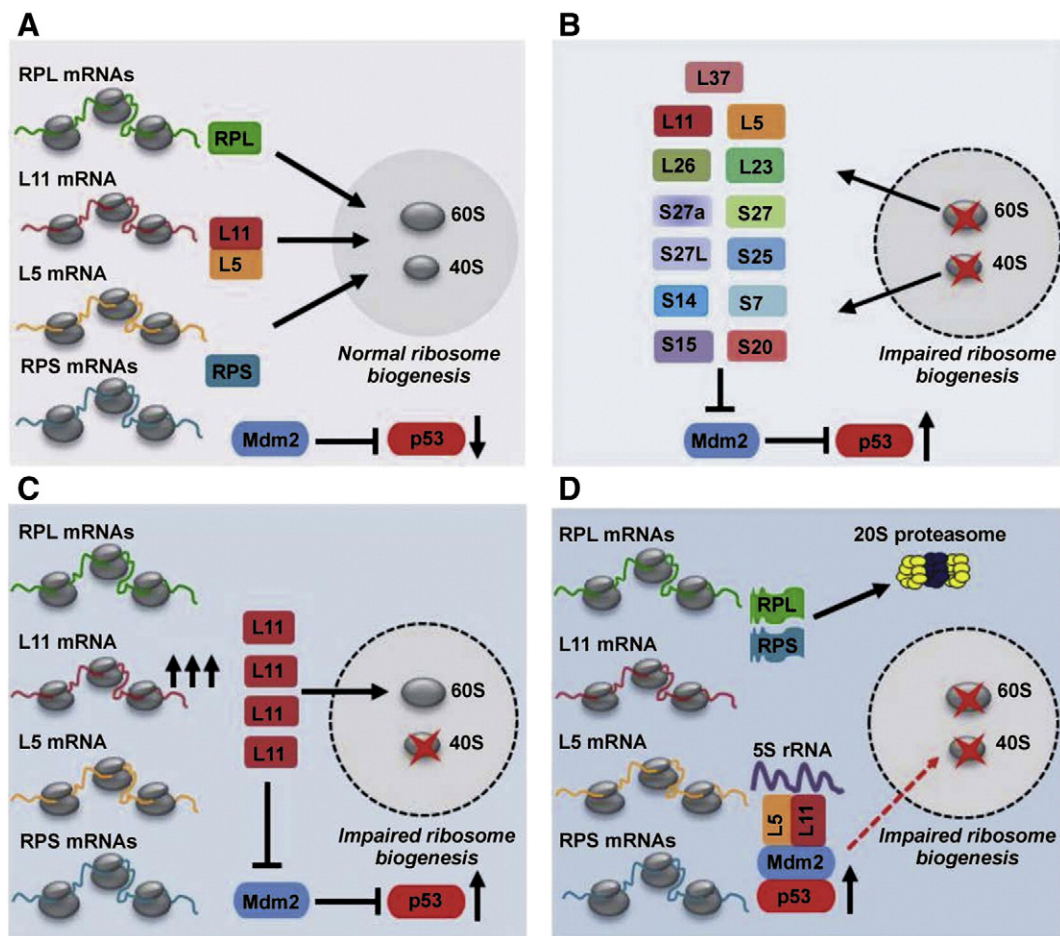 A
RPL mRNAs
RPL
L11 mRNA
L11
L5
60S
40S
L5 mRNA
RPS mRNAs
RPS
Normal ribosome
biogenesis
Mdm2
p53
B
L37
L11
L5
L26
L23
S27a
S27
S27L
S25
S14
S7
S15
S20
60S
40S
Impaired ribosome
biogenesis
Mdm2
p53
C
RPL mRNAs
L11 mRNA
L11
L11
L11
L11
60S
40S
L5 mRNA
RPS mRNAs
Impaired ribosome
biogenesis
Mdm2
p53
D
RPL mRNAs
20S proteasome
RPL
RPS
L11 mRNA
60S
40S
L5 mRNA
5S rRNA
L5
L11
RPS mRNAs
Mdm2
p53
Impaired ribosome
biogenesis